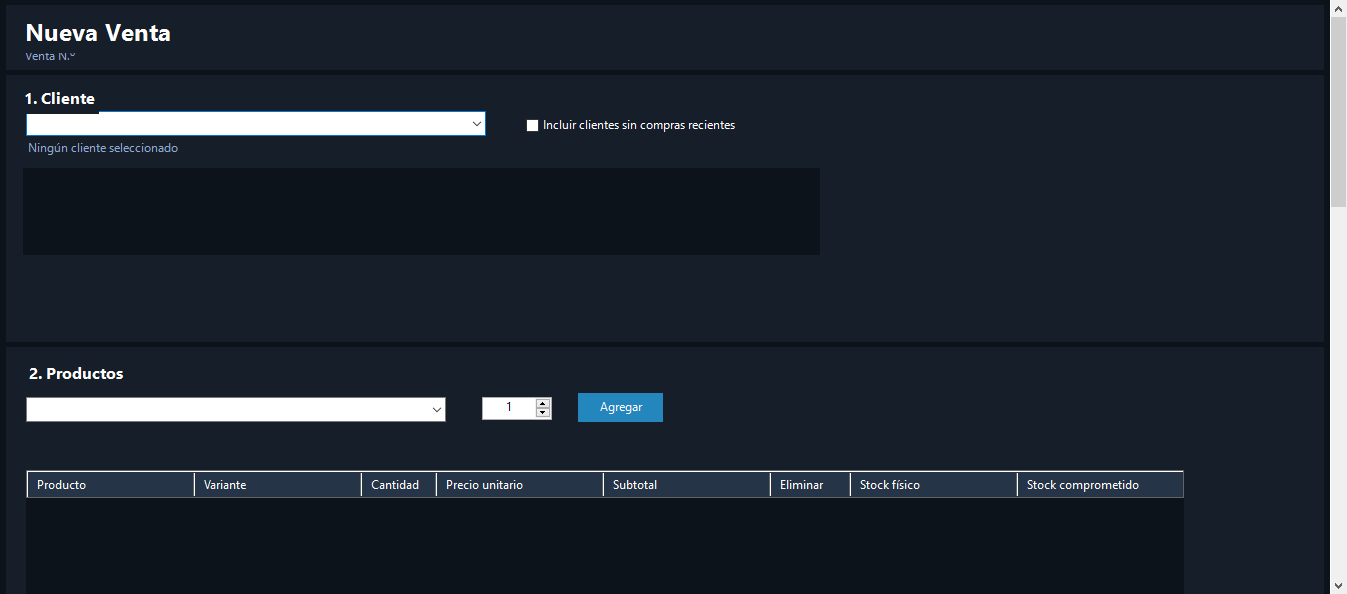 Nueva Venta
Venta N.º
1. Cliente
Incluir clientes sin compras recientes
Ningún cliente seleccionado
2. Productos
1
Agregar
Producto Variante Cantidad Precio unitario Subtotal Eliminar Stock físico Stock comprometido